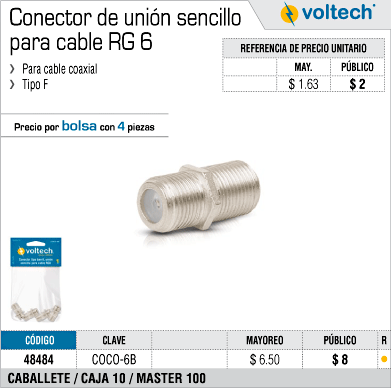 Conector de unión sencillo
para cable RG 6
voltech
REFERENCIA DE PRECIO UNITARIO
MAY. PÚBLICO
$ 1.63 $ 2
❯ Para cable coaxial
❯ Tipo F
Precio por bolsa con 4 piezas
voltech
CÓDIGO CLAVE MAYOREO PÚBLICO R
48484 COCO-6B $ 6.50 $ 8
CABALLETE / CAJA 10 / MASTER 100